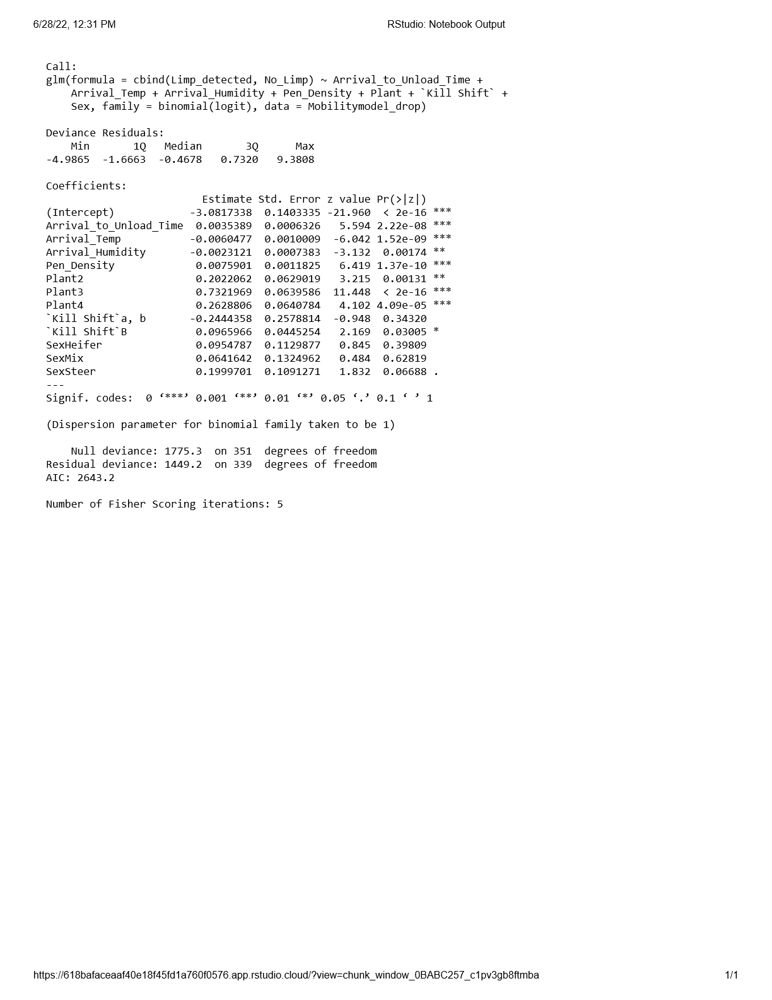 6/28/22, 12:31 PM RStudio: Notebook Output
Call:
glm(formula = cbind(Limp_detected, No_Limp) ~ Arrival_to_Unload_Time +
    Arrival_Temp + Arrival_Humidity + Pen_Density + Plant + `Kill Shift` +
    Sex, family = binomial(logit), data = Mobilitymodel_drop)
Deviance Residuals:
    Min       1Q   Median       3Q      Max
-4.9865  -1.6663  -0.4678   0.7320   9.3808
Coefficients:
                         Estimate Std. Error z value Pr(>|z|)
(Intercept)            -3.0817338  0.1403335 -21.960  < 2e-16 ***
Arrival_to_Unload_Time  0.0035389  0.0006326   5.594 2.22e-08 ***
Arrival_Temp           -0.0060477  0.0010009  -6.042 1.52e-09 ***
Arrival_Humidity       -0.0023121  0.0007383  -3.132  0.00174 **
Pen_Density             0.0075901  0.0011825   6.419 1.37e-10 ***
Plant2                  0.2022062  0.0629019   3.215  0.00131 **
Plant3                  0.7321969  0.0639586  11.448  < 2e-16 ***
Plant4                  0.2628806  0.0640784   4.102 4.09e-05 ***
`Kill Shift`a, b       -0.2444358  0.2578814  -0.948  0.34320
`Kill Shift`B           0.0965966  0.0445254   2.169  0.03005 *
SexHeifer               0.0954787  0.1129877   0.845  0.39809
SexMix                  0.0641642  0.1324962   0.484  0.62819
SexSteer                0.1999701  0.1091271   1.832  0.06688 .
---
Signif. codes:  0 ‘***’ 0.001 ‘**’ 0.01 ‘*’ 0.05 ‘.’ 0.1 ‘ ’ 1
(Dispersion parameter for binomial family taken to be 1)
    Null deviance: 1775.3  on 351  degrees of freedom
Residual deviance: 1449.2  on 339  degrees of freedom
AIC: 2643.2
Number of Fisher Scoring iterations: 5
https://618bafaceaaf40e18f45fd1a760f0576.app.rstudio.cloud/?view=chunk_window_0BABC257_c1pv3gb8ftmba 1/1